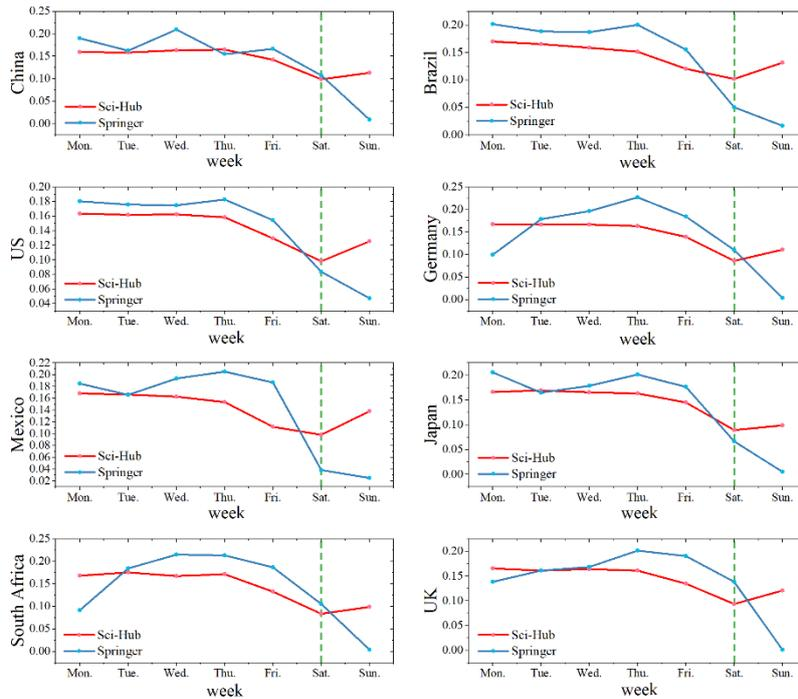 0.25
0.20
0.15
0.10
0.05
0.00
China
Sci-Hub
Springer
Mon. Tue. Wed. Thu. Fri. Sat. Sun.
week
0.20
0.15
0.10
0.05
0.00
Brazil
Sci-Hub
Springer
Mon. Tue. Wed. Thu. Fri. Sat. Sun.
week
0.20
0.18
0.16
0.14
0.12
0.10
0.08
0.06
0.04
US
Sci-Hub
Springer
Mon. Tue. Wed. Thu. Fri. Sat. Sun.
week
0.25
0.20
0.15
0.10
0.05
0.00
Germany
Sci-Hub
Springer
Mon. Tue. Wed. Thu. Fri. Sat. Sun.
week
0.22
0.20
0.18
0.16
0.14
0.12
0.10
0.08
0.06
0.04
0.02
Mexico
Sci-Hub
Springer
Mon. Tue. Wed. Thu. Fri. Sat. Sun.
week
0.20
0.15
0.10
0.05
0.00
Japan
Sci-Hub
Springer
Mon. Tue. Wed. Thu. Fri. Sat. Sun.
week
0.25
0.20
0.15
0.10
0.05
0.00
South Africa
Sci-Hub
Springer
Mon. Tue. Wed. Thu. Fri. Sat. Sun.
week
0.20
0.15
0.10
0.05
0.00
UK
Sci-Hub
Springer
Mon. Tue. Wed. Thu. Fri. Sat. Sun.
week